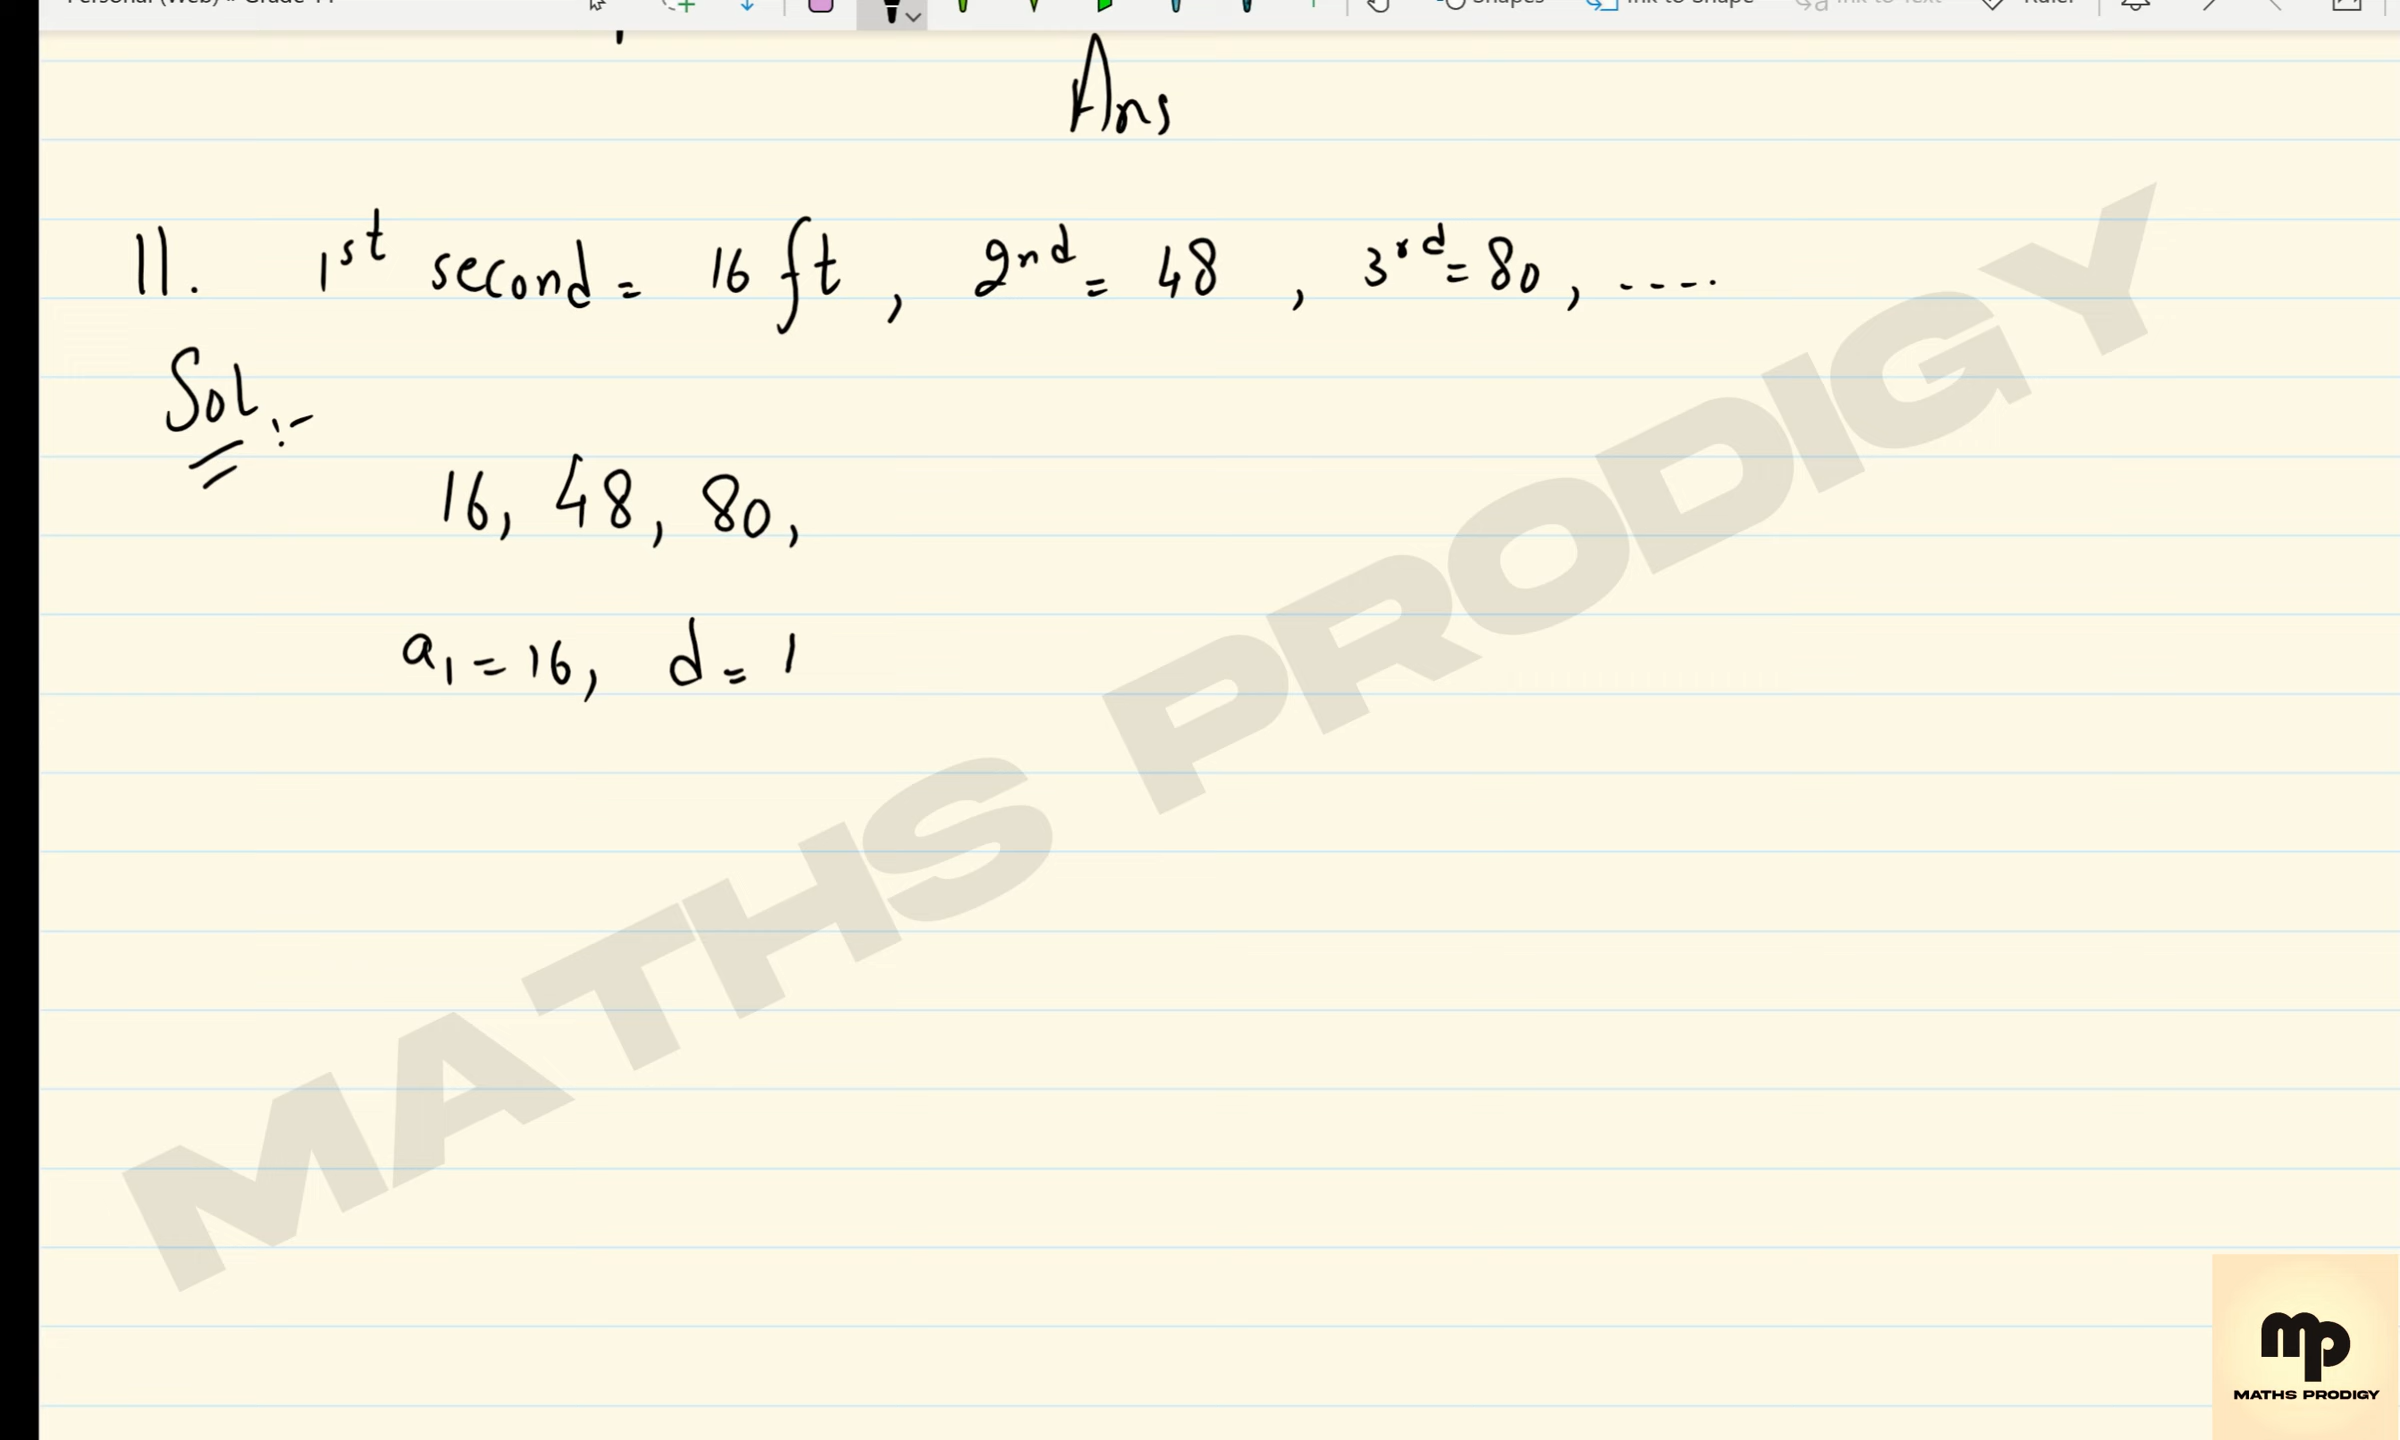 Ans
11. 1st second = 16 ft , 2nd = 48 , 3rd = 80 , ....
Sol :-
16, 48, 80,
a1 = 16, d = 1
MATHS PRODIGY
mp
MATHS PRODIGY